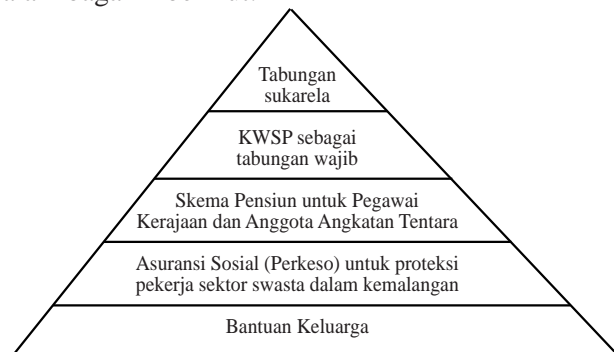 Tabungan
sukarela
KWSP sebagai
tabungan wajib
Skema Pensiun untuk Pegawai
Kerajaan dan Anggota Angkatan Tentara
Asuransi Sosial (Perkeso) untuk proteksi
pekerja sektor swasta dalam kemalangan
Bantuan Keluarga